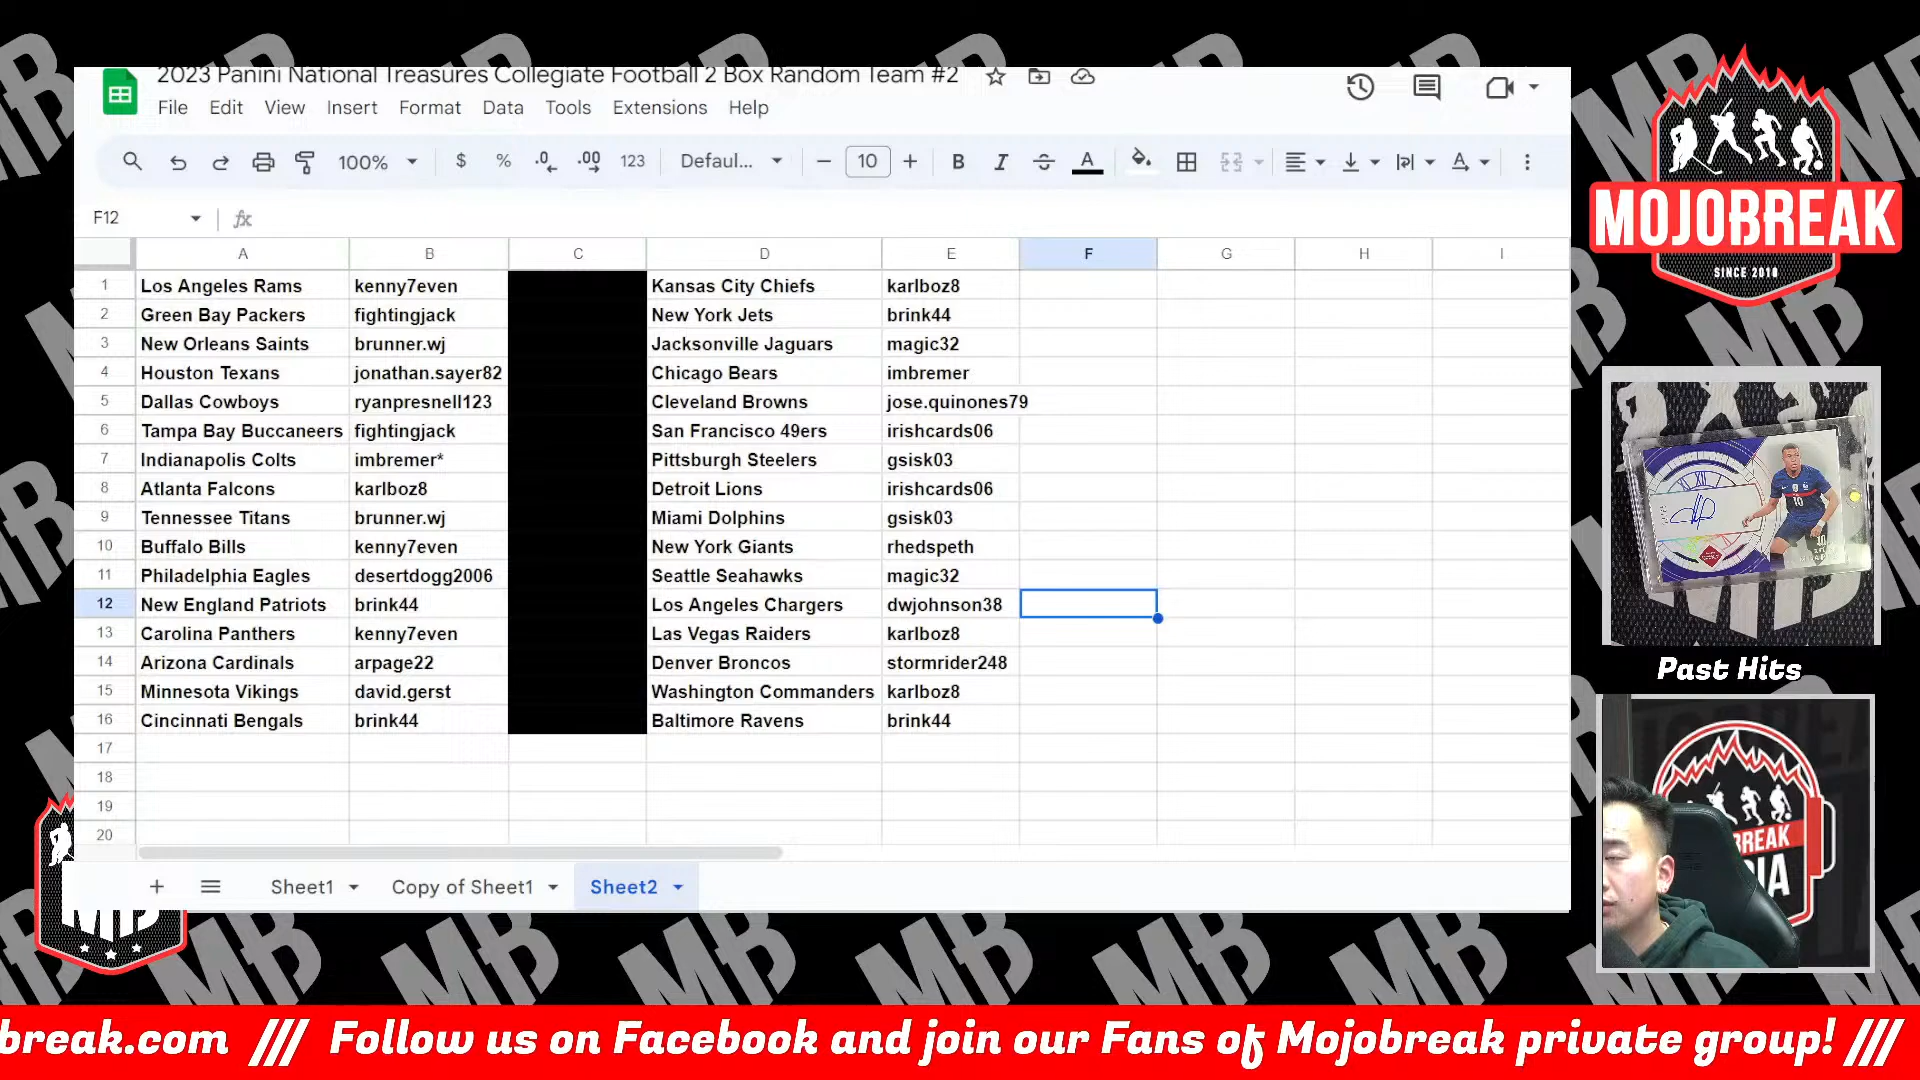 2023 Panini National Treasures Collegiate Football 2 Box Random Team #2
File Edit View Insert Format Data Tools Extensions Help
100% $ % .0 .00 123 Defaul... 10 B I A
F12 fx
A B C D E F G H I
1 Los Angeles Rams kenny7even Kansas City Chiefs karlboz8
2 Green Bay Packers fightingjack New York Jets brink44
3 New Orleans Saints brunner.wj Jacksonville Jaguars magic32
4 Houston Texans jonathan.sayer82 Chicago Bears imbremer
5 Dallas Cowboys ryanpresnell123 Cleveland Browns jose.quinones79
6 Tampa Bay Buccaneers fightingjack San Francisco 49ers irishcards06
7 Indianapolis Colts imbremer* Pittsburgh Steelers gsisk03
8 Atlanta Falcons karlboz8 Detroit Lions irishcards06
9 Tennessee Titans brunner.wj Miami Dolphins gsisk03
10 Buffalo Bills kenny7even New York Giants rhedspeth
11 Philadelphia Eagles desertdogg2006 Seattle Seahawks magic32
12 New England Patriots brink44 Los Angeles Chargers dwjohnson38
13 Carolina Panthers kenny7even Las Vegas Raiders karlboz8
14 Arizona Cardinals arpage22 Denver Broncos stormrider248
15 Minnesota Vikings david.gerst Washington Commanders karlboz8
16 Cincinnati Bengals brink44 Baltimore Ravens brink44
17
18
19
20
Sheet1 Copy of Sheet1 Sheet2
MOJOBREAK
SINCE 2010
Past Hits
break.com /// Follow us on Facebook and join our Fans of Mojobreak private group! ///